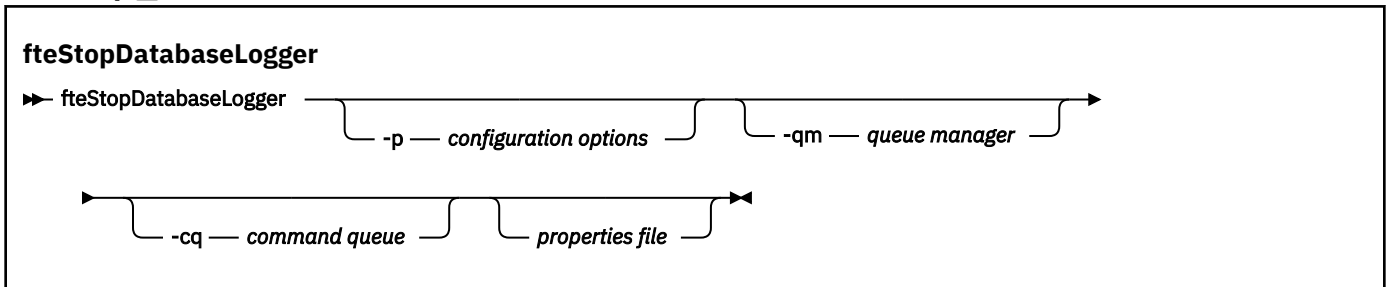 fteStopDatabaseLogger
fteStopDatabaseLogger -p configuration options -qm queue manager
-cq command queue properties file